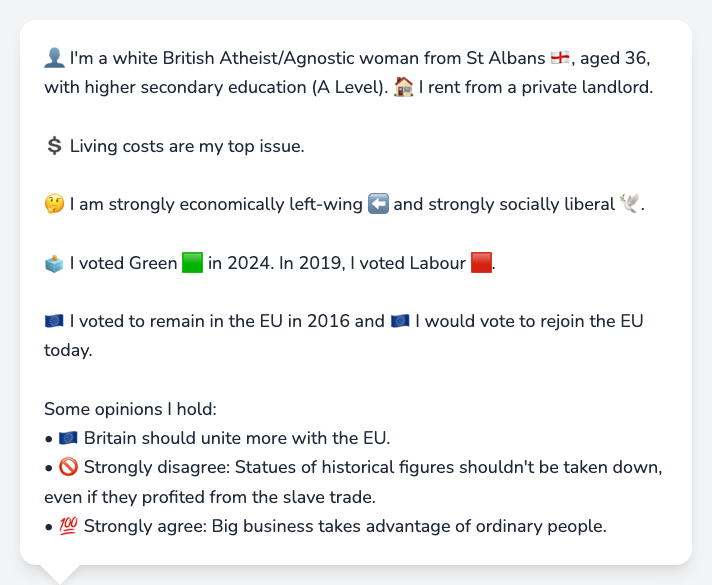 👤 I'm a white British Atheist/Agnostic woman from St Albans 🏴󠁧󠁢󠁥󠁮󠁧󠁿, aged 36,
with higher secondary education (A Level). 🏠 I rent from a private landlord.
💲 Living costs are my top issue.
🤔 I am strongly economically left-wing ⬅️ and strongly socially liberal 🕊️.
🗳️ I voted Green 🟩 in 2024. In 2019, I voted Labour 🟥.
🇪🇺 I voted to remain in the EU in 2016 and 🇪🇺 I would vote to rejoin the EU
today.
Some opinions I hold:
• 🇪🇺 Britain should unite more with the EU.
• 🚫 Strongly disagree: Statues of historical figures shouldn't be taken down,
even if they profited from the slave trade.
• 💯 Strongly agree: Big business takes advantage of ordinary people.